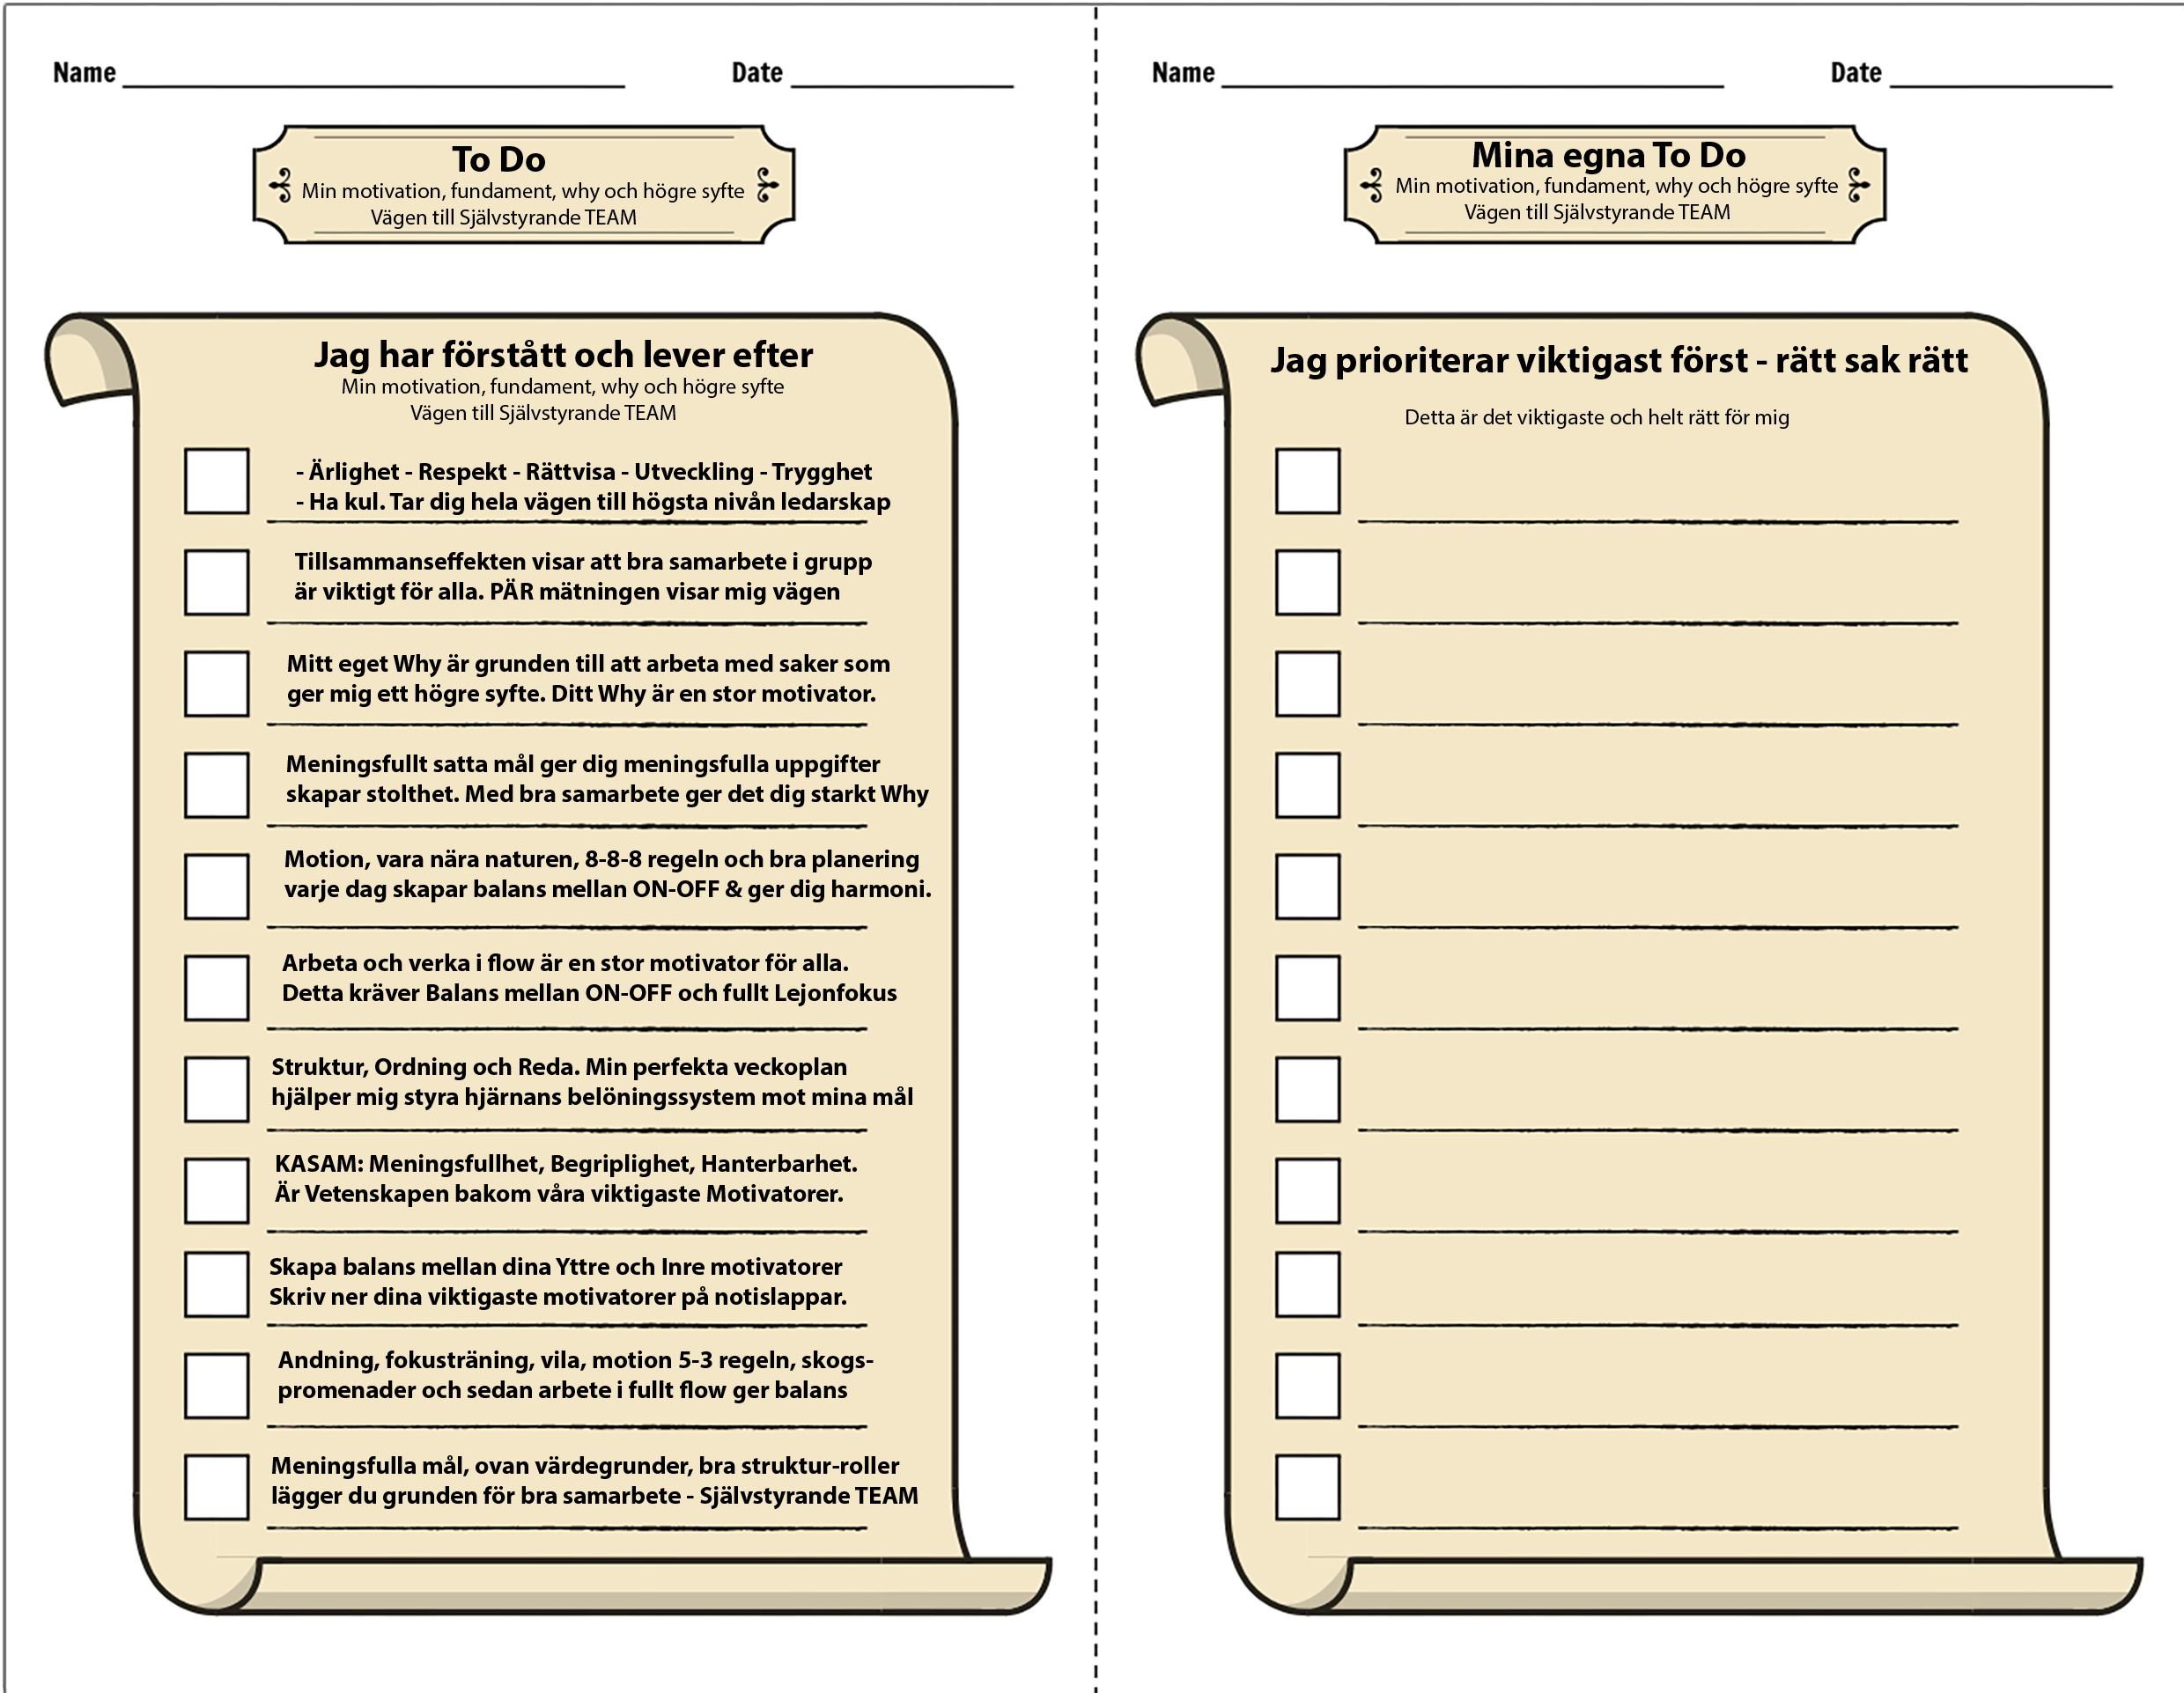 Name Date
To Do
Min motivation, fundament, why och högre syfte
Vägen till Självstyrande TEAM
Jag har förstått och lever efter
Min motivation, fundament, why och högre syfte
Vägen till Självstyrande TEAM
- Ärlighet - Respekt - Rättvisa - Utveckling - Trygghet
- Ha kul. Tar dig hela vägen till högsta nivån ledarskap
Tillsammanseffekten visar att bra samarbete i grupp
är viktigt för alla. PÄR mätningen visar mig vägen
Mitt eget Why är grunden till att arbeta med saker som
ger mig ett högre syfte. Ditt Why är en stor motivator.
Meningsfullt satta mål ger dig meningsfulla uppgifter
skapar stolthet. Med bra samarbete ger det dig starkt Why
Motion, vara nära naturen, 8-8-8 regeln och bra planering
varje dag skapar balans mellan ON-OFF & ger dig harmoni.
Arbeta och verka i flow är en stor motivator för alla.
Detta kräver Balans mellan ON-OFF och fullt Lejonfokus
Struktur, Ordning och Reda. Min perfekta veckoplan
hjälper mig styra hjärnans belöningssystem mot mina mål
KASAM: Meningsfullhet, Begriplighet, Hanterbarhet.
Är Vetenskapen bakom våra viktigaste Motivatorer.
Skapa balans mellan dina Yttre och Inre motivatorer
Skriv ner dina viktigaste motivatorer på notislappar.
Andning, fokusträning, vila, motion 5-3 regeln, skogs-
promenader och sedan arbete i fullt flow ger balans
Meningsfulla mål, ovan värdegrunder, bra struktur-roller
lägger du grunden för bra samarbete - Självstyrande TEAM
Name Date
Mina egna To Do
Min motivation, fundament, why och högre syfte
Vägen till Självstyrande TEAM
Jag prioriterar viktigast först - rätt sak rätt
Detta är det viktigaste och helt rätt för mig